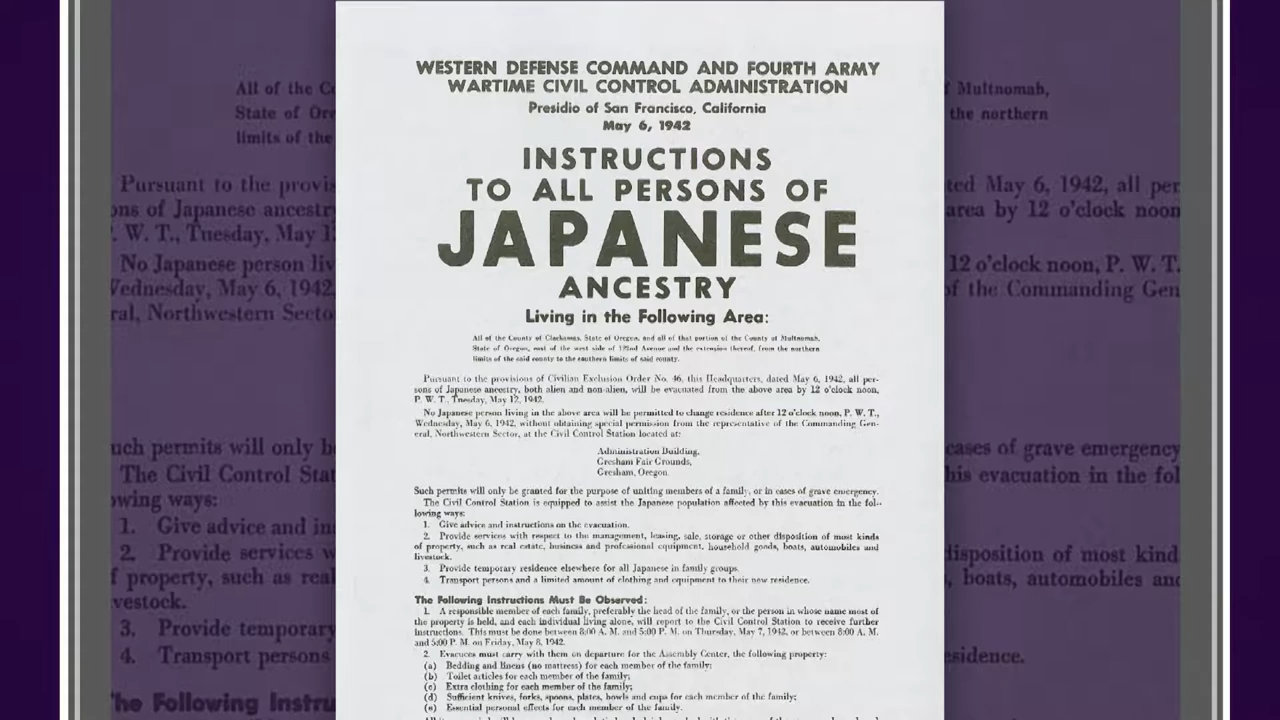 WESTERN DEFENSE COMMAND AND FOURTH ARMY
WARTIME CIVIL CONTROL ADMINISTRATION
Presidio of San Francisco, California
May 6, 1942
INSTRUCTIONS
TO ALL PERSONS OF
JAPANESE
ANCESTRY
Living in the Following Area:
All of the County of Clackamas, State of Oregon, and all of that portion of the County of Multnomah,
State of Oregon, east of the west side of 122nd Avenue and the extension thereof, from the northern
limits of the said county to the southern limits of said county.
Pursuant to the provisions of Civilian Exclusion Order No. 46, this Headquarters, dated May 6, 1942, all per-
sons of Japanese ancestry, both alien and non-alien, will be evacuated from the above area by 12 o'clock noon,
P. W. T., Tuesday, May 12, 1942.
No Japanese person living in the above area will be permitted to change residence after 12 o'clock noon, P. W. T.,
Wednesday, May 6, 1942, without obtaining special permission from the representative of the Commanding Gen-
eral, Northwestern Sector, at the Civil Control Station located at:
Administration Building,
Gresham Fair Grounds,
Gresham, Oregon.
Such permits will only be granted for the purpose of uniting members of a family, or in cases of grave emergency.
The Civil Control Station is equipped to assist the Japanese population affected by this evacuation in the fol-
lowing ways:
1. Give advice and instructions on the evacuation.
2. Provide services with respect to the management, leasing, sale, storage or other disposition of most kinds
of property, such as real estate, business and professional equipment, household goods, boats, automobiles and
livestock.
3. Provide temporary residence elsewhere for all Japanese in family groups.
4. Transport persons and a limited amount of clothing and equipment to their new residence.
The Following Instructions Must Be Observed:
1. A responsible member of each family, preferably the head of the family, or the person in whose name most of
the property is held, and each individual living alone, will report to the Civil Control Station to receive further
instructions. This must be done between 8:00 A. M. and 5:00 P. M. on Thursday, May 7, 1942, or between 8:00 A. M.
and 5:00 P. M. on Friday, May 8, 1942.
2. Evacuees must carry with them on departure for the Assembly Center, the following property:
(a) Bedding and linens (no mattress) for each member of the family;
(b) Toilet articles for each member of the family;
(c) Extra clothing for each member of the family;
(d) Sufficient knives, forks, spoons, plates, bowls and cups for each member of the family;
(e) Essential personal effects for each member of the family.